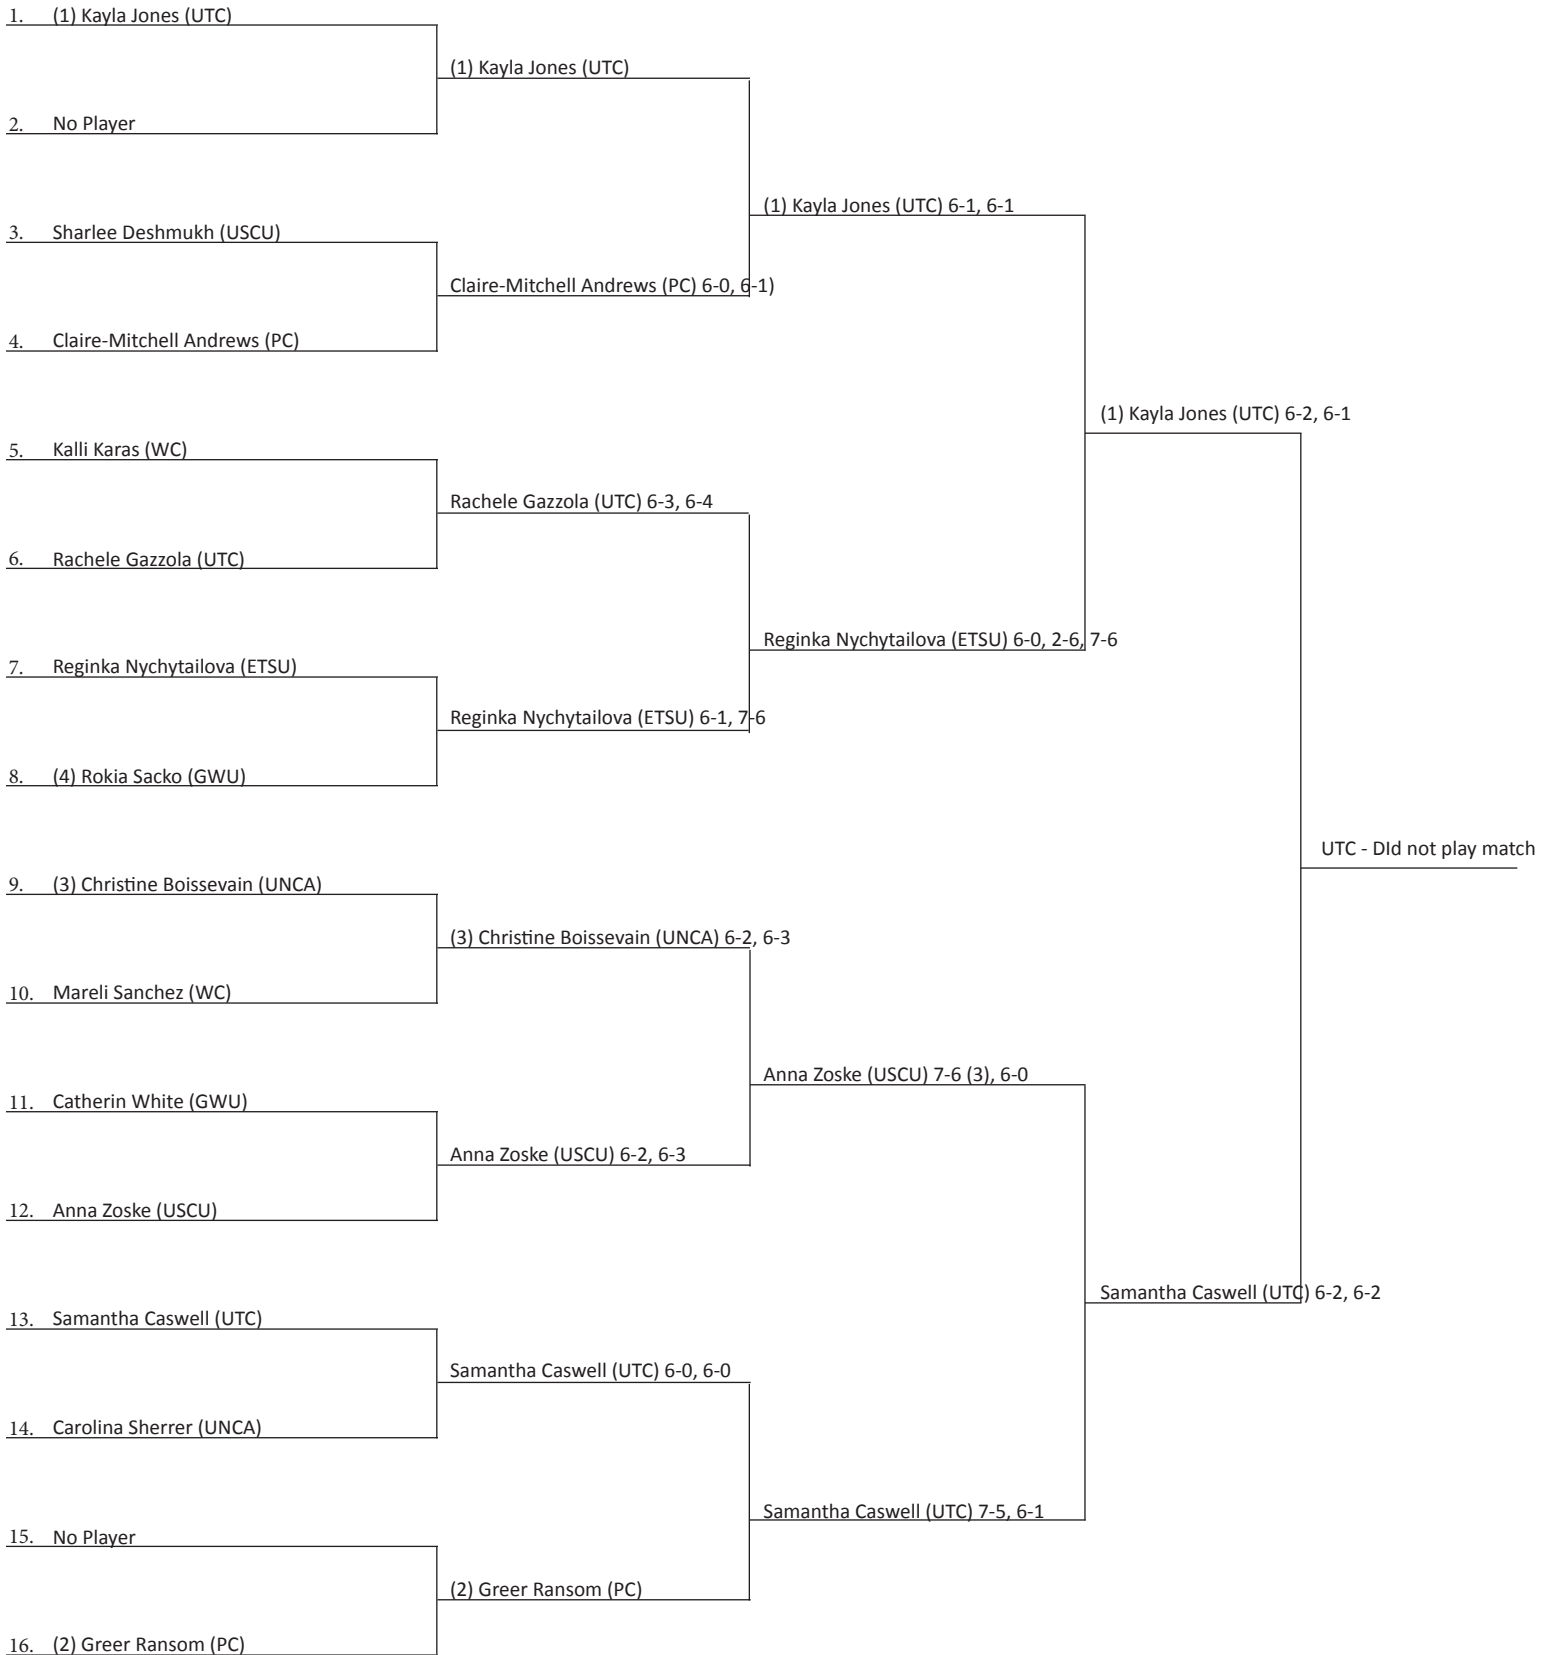 1. (1) Kayla Jones (UTC)
(1) Kayla Jones (UTC)
2. No Player
(1) Kayla Jones (UTC) 6-1, 6-1
3. Sharlee Deshmukh (USCU)
Claire-Mitchell Andrews (PC) 6-0, 6-1)
4. Claire-Mitchell Andrews (PC)
(1) Kayla Jones (UTC) 6-2, 6-1
5. Kalli Karas (WC)
Rachele Gazzola (UTC) 6-3, 6-4
6. Rachele Gazzola (UTC)
Reginka Nychytailova (ETSU) 6-0, 2-6, 7-6
7. Reginka Nychytailova (ETSU)
Reginka Nychytailova (ETSU) 6-1, 7-6
8. (4) Rokia Sacko (GWU)
UTC - DId not play match
9. (3) Christine Boissevain (UNCA)
(3) Christine Boissevain (UNCA) 6-2, 6-3
10. Mareli Sanchez (WC)
Anna Zoske (USCU) 7-6 (3), 6-0
11. Catherin White (GWU)
Anna Zoske (USCU) 6-2, 6-3
12. Anna Zoske (USCU)
Samantha Caswell (UTC) 6-2, 6-2
13. Samantha Caswell (UTC)
Samantha Caswell (UTC) 6-0, 6-0
14. Carolina Sherrer (UNCA)
Samantha Caswell (UTC) 7-5, 6-1
15. No Player
(2) Greer Ransom (PC)
16. (2) Greer Ransom (PC)